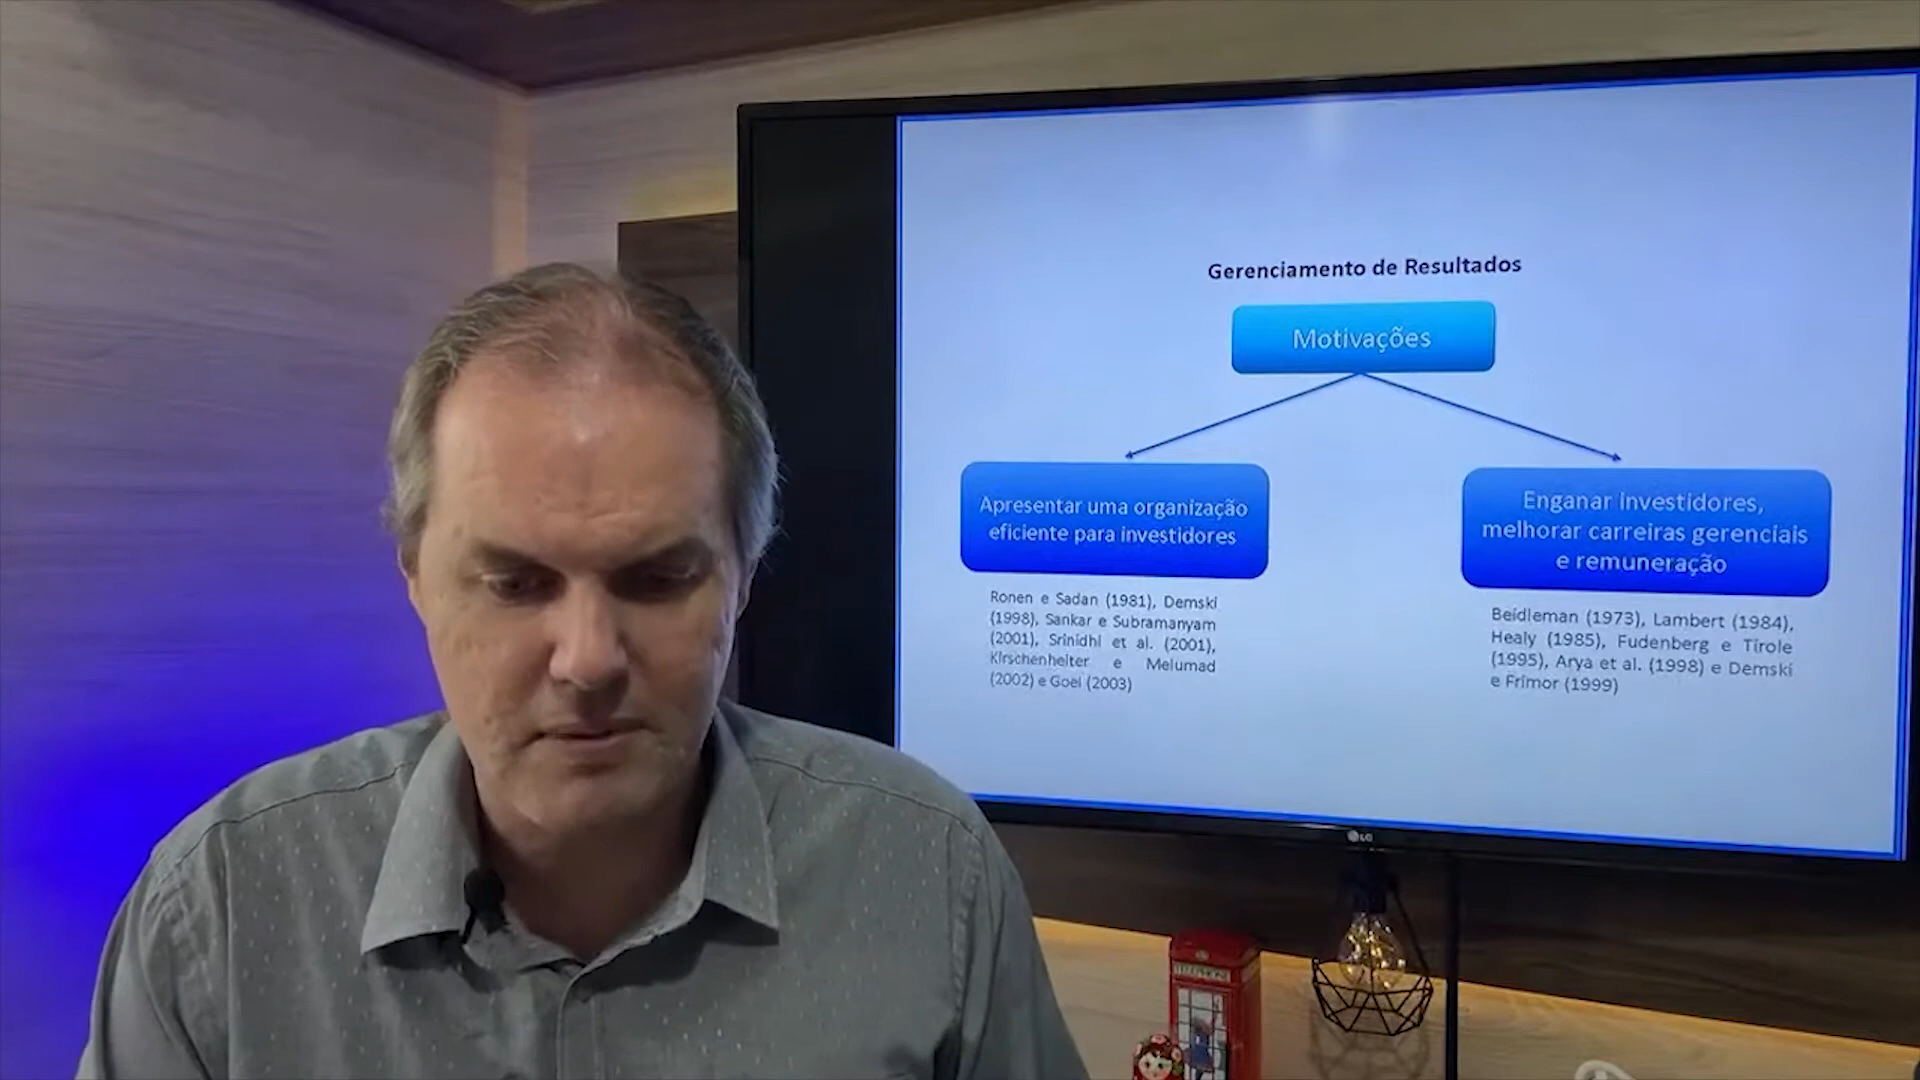 Gerenciamento de Resultados
Motivações
Apresentar uma organização
eficiente para investidores
Ronen e Sadan (1981), Demski
(1998), Sankar e Subramanyam
(2001), Srinidhi et al. (2001),
Kirschenheiter e Melumad
(2002) e Goel (2003)
Enganar investidores,
melhorar carreiras gerenciais
e remuneração
Beidleman (1973), Lambert (1984),
Healy (1985), Fudenberg e Tirole
(1995), Arya et al. (1998) e Demski
e Frimor (1999)
LG
TELEPHONE